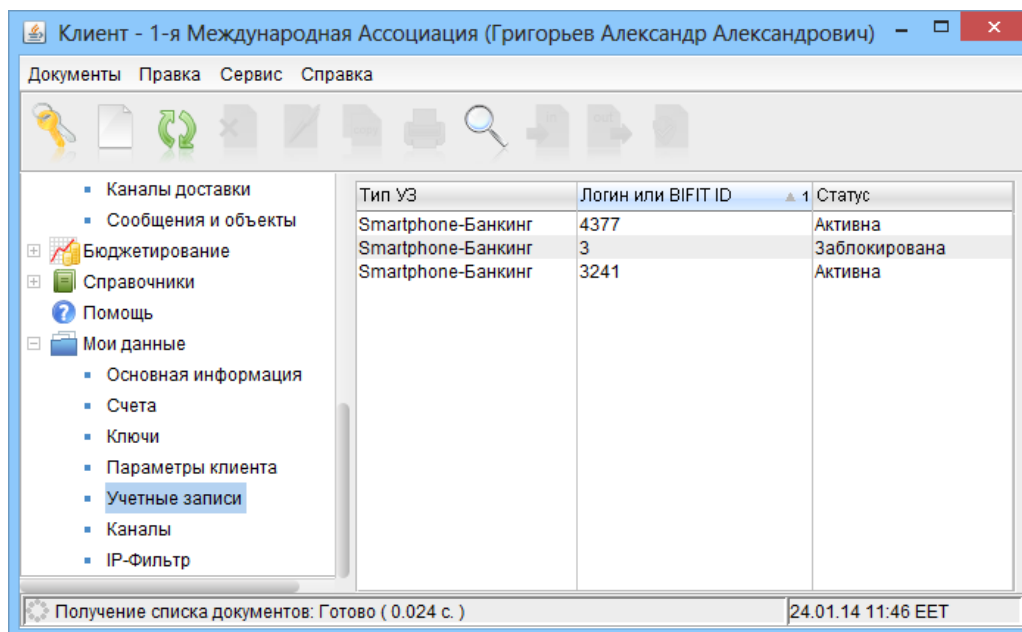 Клиент - 1-я Международная Ассоциация (Григорьев Александр Александрович)
Документы Правка Сервис Справка
in out
Каналы доставки
Сообщения и объекты
Бюджетирование
Справочники
Помощь
Мои данные
Основная информация
Счета
Ключи
Параметры клиента
Учетные записи
Каналы
IP-Фильтр
Тип УЗ Логин или BIFIT ID 1 Статус
Smartphone-Банкинг 4377 Активна
Smartphone-Банкинг 3 Заблокирована
Smartphone-Банкинг 3241 Активна
Получение списка документов: Готово ( 0.024 с. ) 24.01.14 11:46 EET